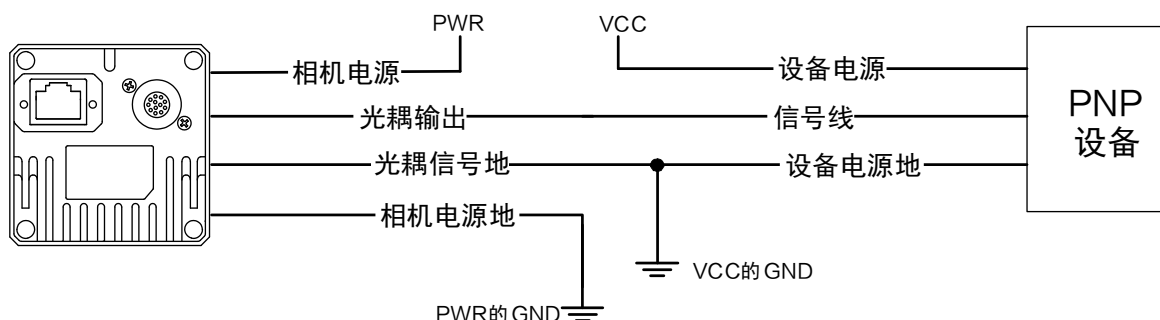 PWR
VCC
相机电源
设备电源
光耦输出
信号线
PNP
设备
光耦信号地
设备电源地
相机电源地
VCC的GND
PWR的GND